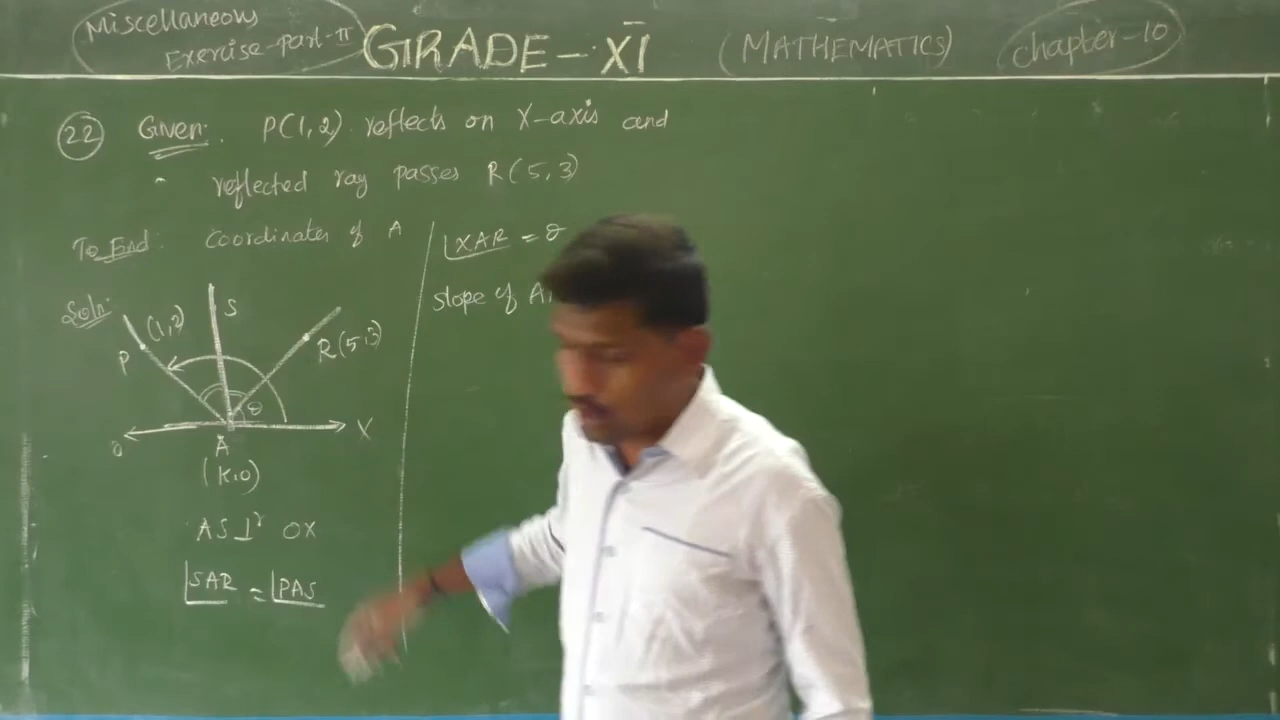 Miscellaneous
Exercise-part-II
GRADE-XI
(MATHEMATICS)
chapter-10
22 Given: P(1,2) reflects on X-axis and
reflected ray passes R(5,3)
To Find: Coordinates of A
Soln:
S
(1,2)
P
R(5,3)
θ
X
O
A
(K,0)
AS⊥r OX
∠SAR = ∠PAS
∠XAR = θ
slope of